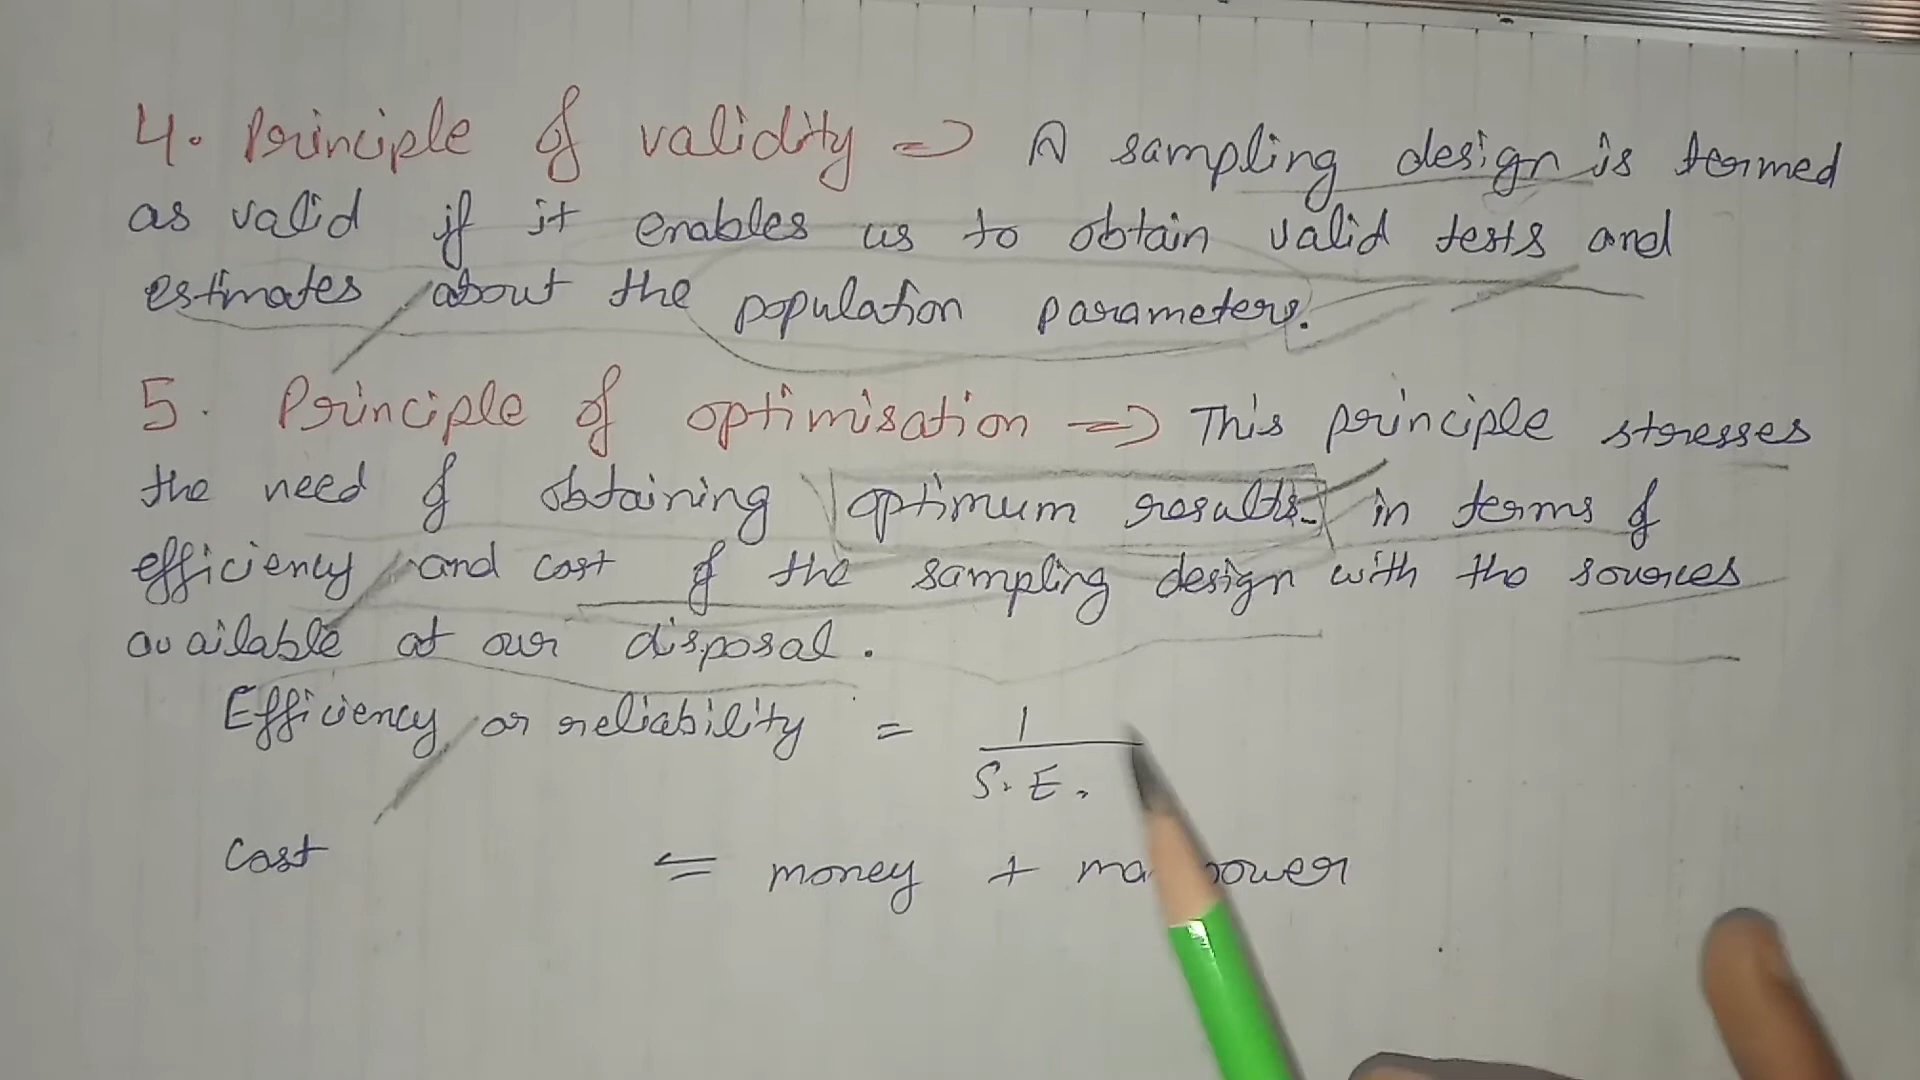 4. Principle of validity => A sampling design is termed
as valid if it enables us to obtain valid tests and
estimates about the population parameters.
5. Principle of optimisation => This principle stresses
the need of obtaining optimum results in terms of
efficiency and cost of the sampling design with the sources
available at our disposal.
Efficiency or reliability = 1
S.E.
Cost = money + ma power